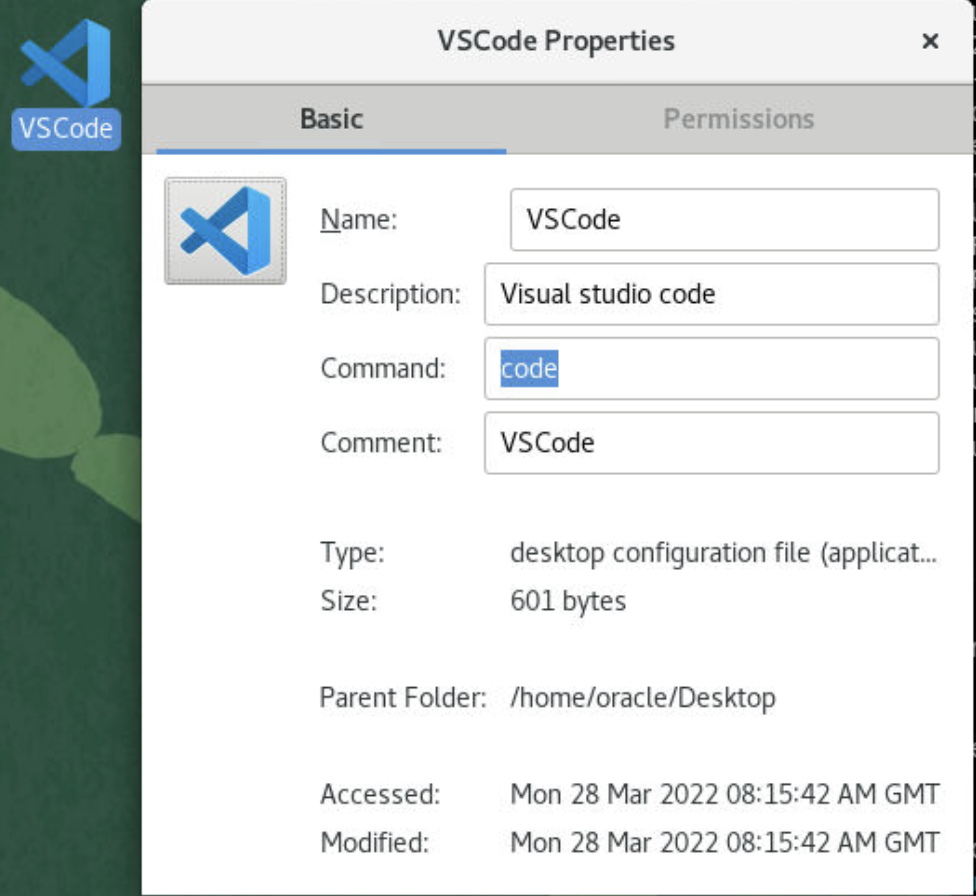 VSCode
VSCode Properties
×
Basic Permissions
Name: VSCode
Description: Visual studio code
Command: code
Comment: VSCode
Type: desktop configuration file (applicat...
Size: 601 bytes
Parent Folder: /home/oracle/Desktop
Accessed: Mon 28 Mar 2022 08:15:42 AM GMT
Modified: Mon 28 Mar 2022 08:15:42 AM GMT